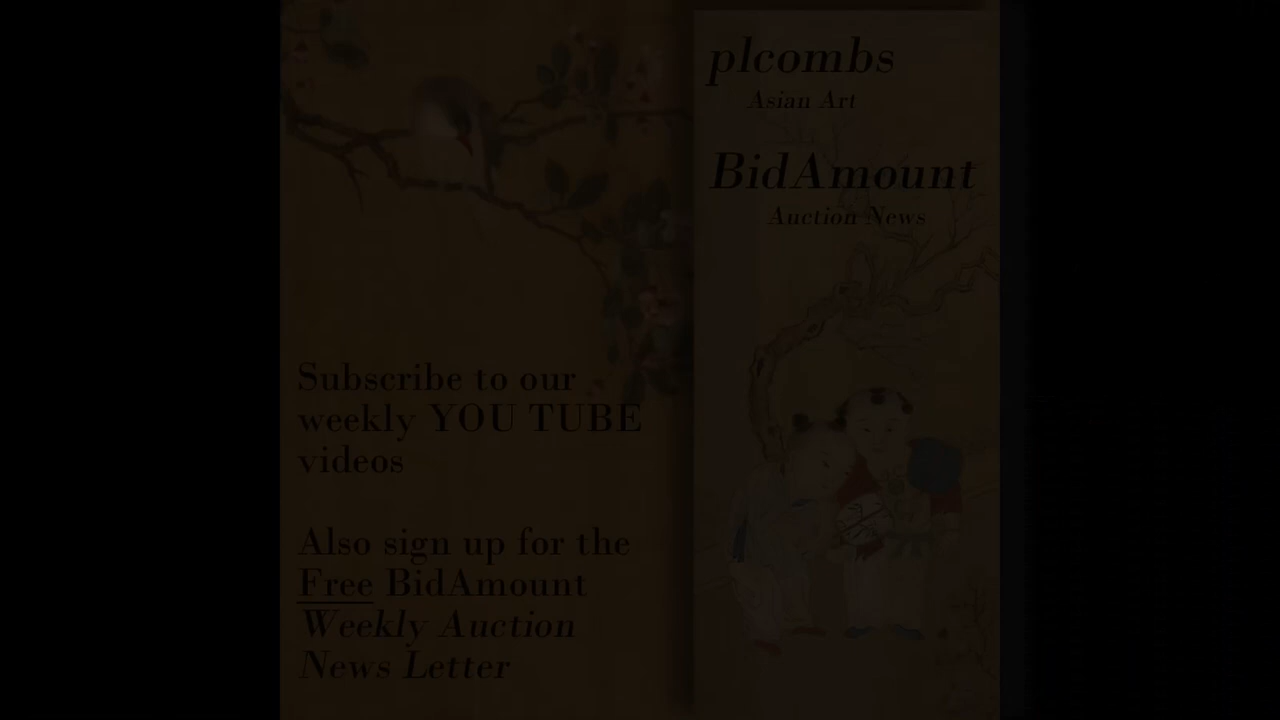 plcombs
Asian Art
BidAmount
Auction News
Subscribe to our
weekly YOU TUBE
videos
Also sign up for the
Free BidAmount
Weekly Auction
News Letter